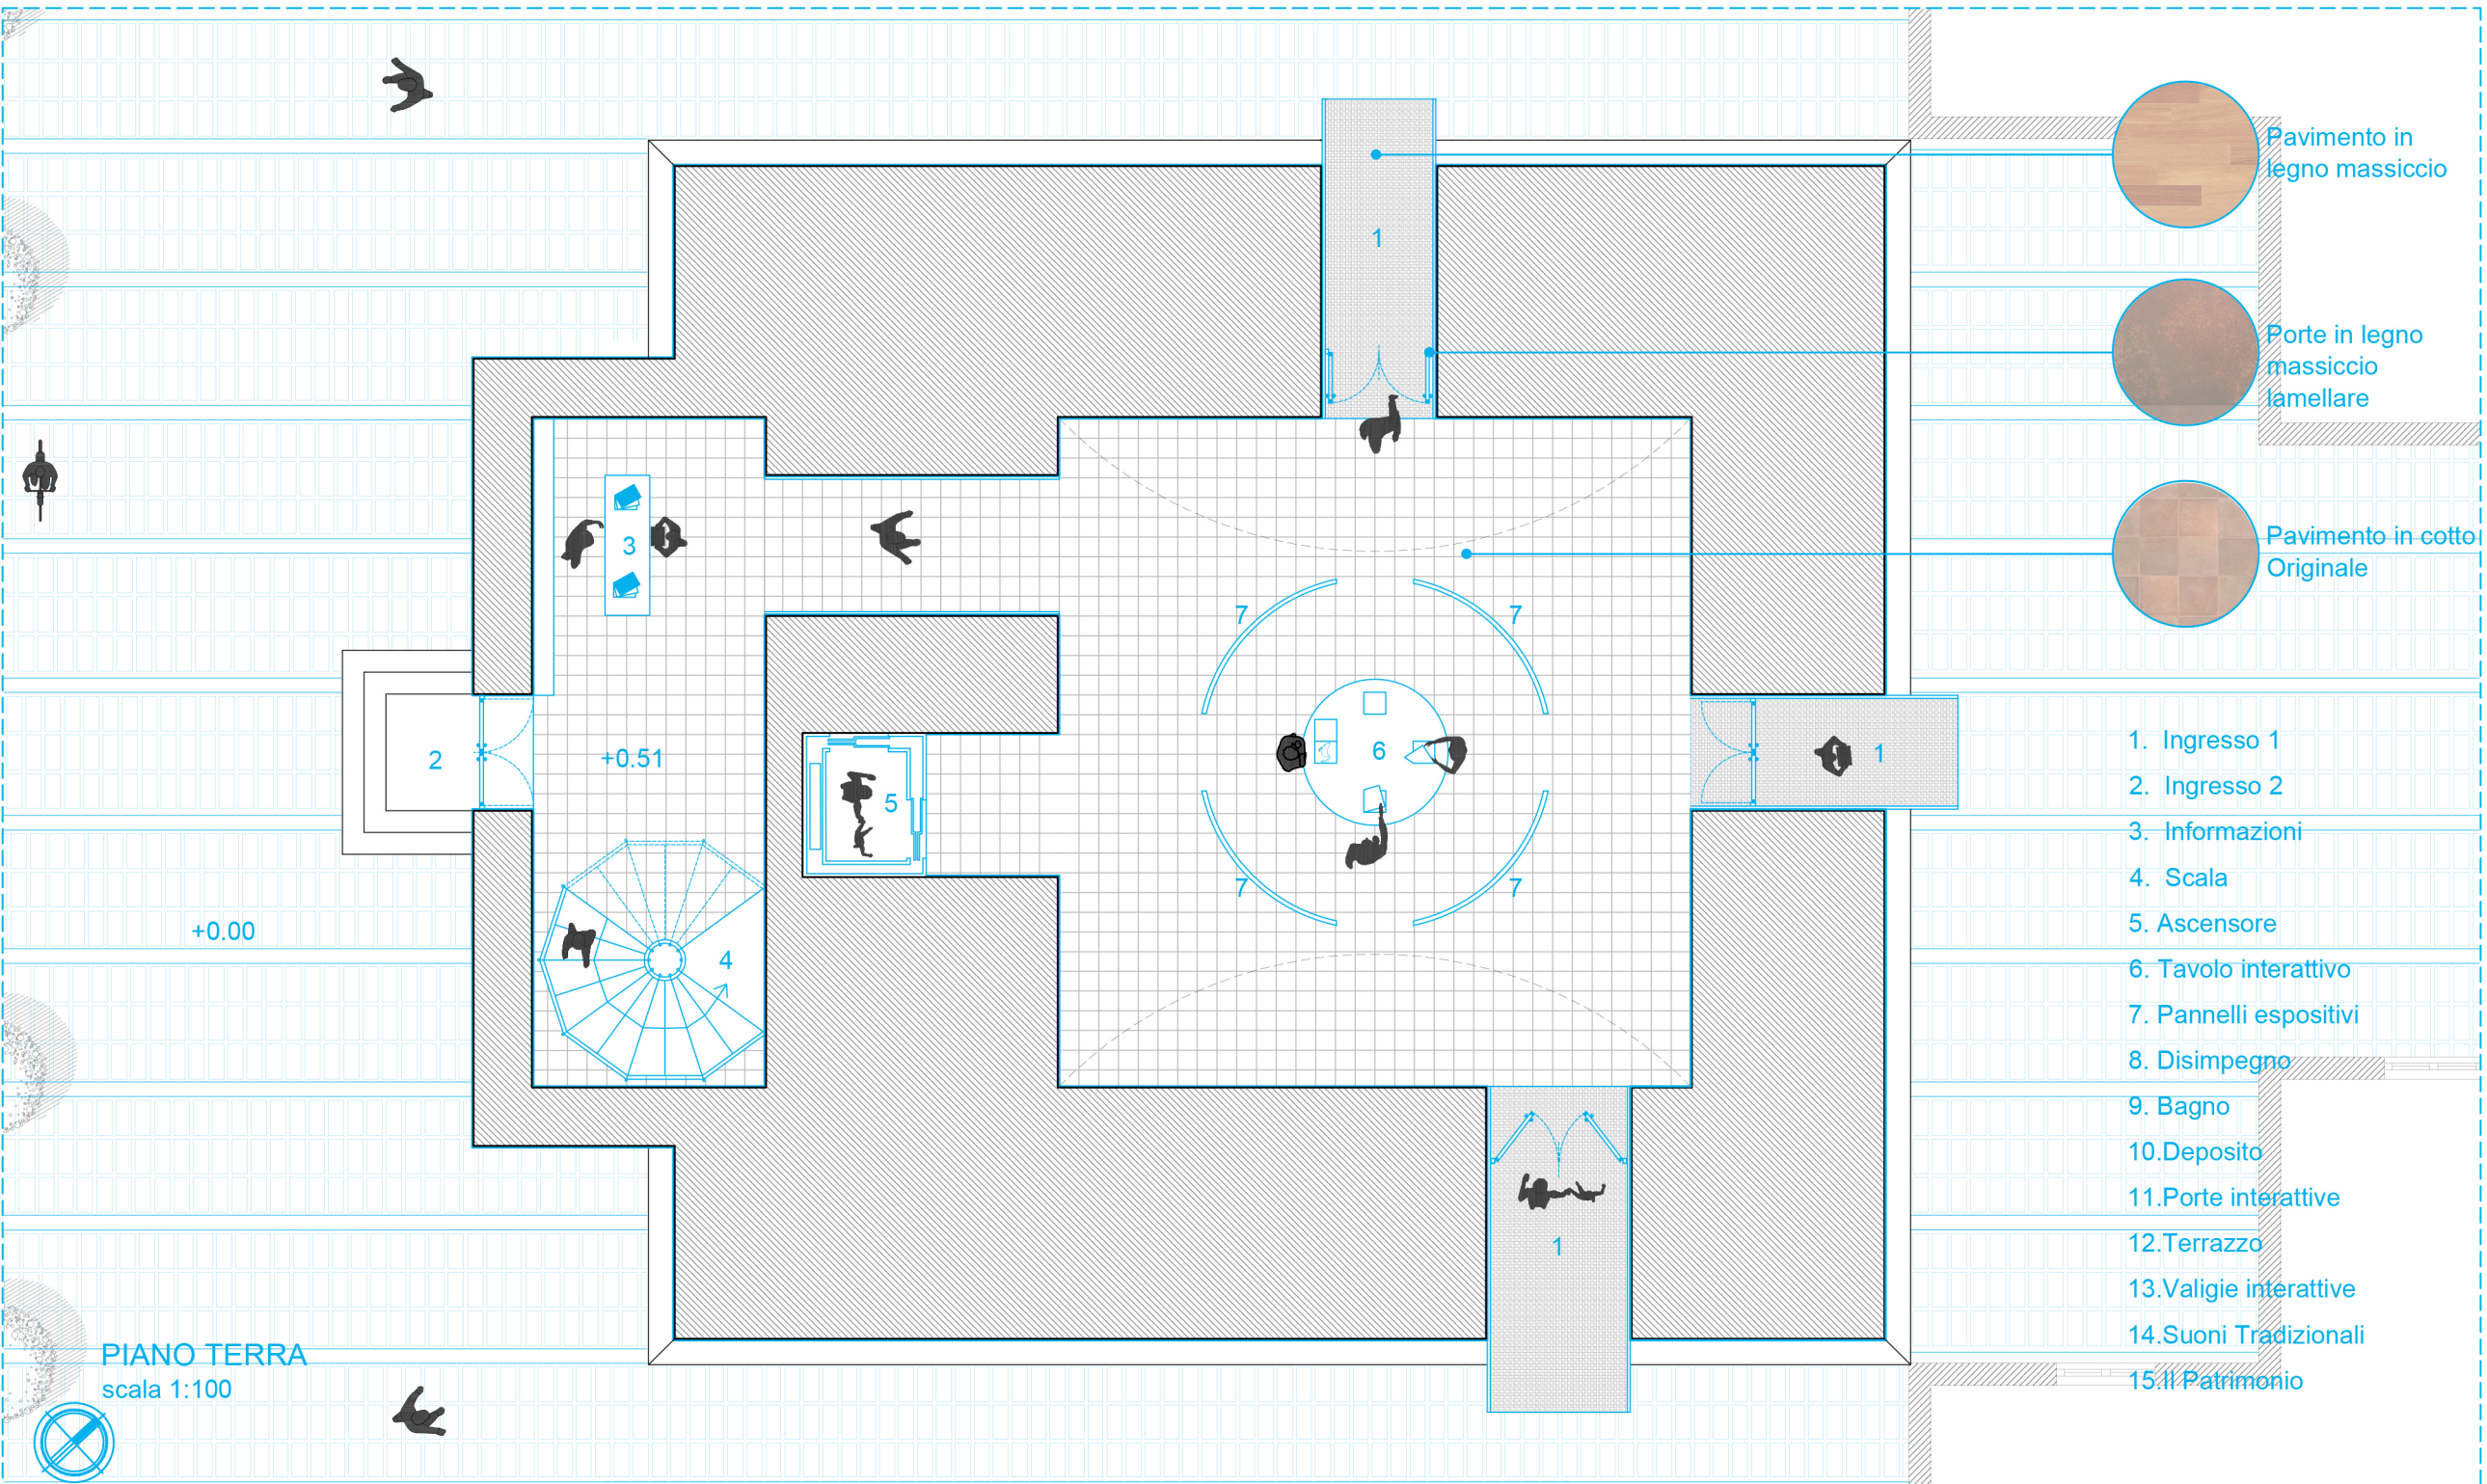 Pavimento in
legno massiccio
1
Porte in legno
massiccio
lamellare
3
Pavimento in cotto
Originale
7
7
2
+0.51
5
6
1
7
7
4
+0.00
1
1. Ingresso 1
2. Ingresso 2
3. Informazioni
4. Scala
5. Ascensore
6. Tavolo interattivo
7. Pannelli espositivi
8. Disimpegno
9. Bagno
10.Deposito
11.Porte interattive
12.Terrazzo
13.Valigie interattive
14.Suoni Tradizionali
15.Il Patrimonio
PIANO TERRA
scala 1:100